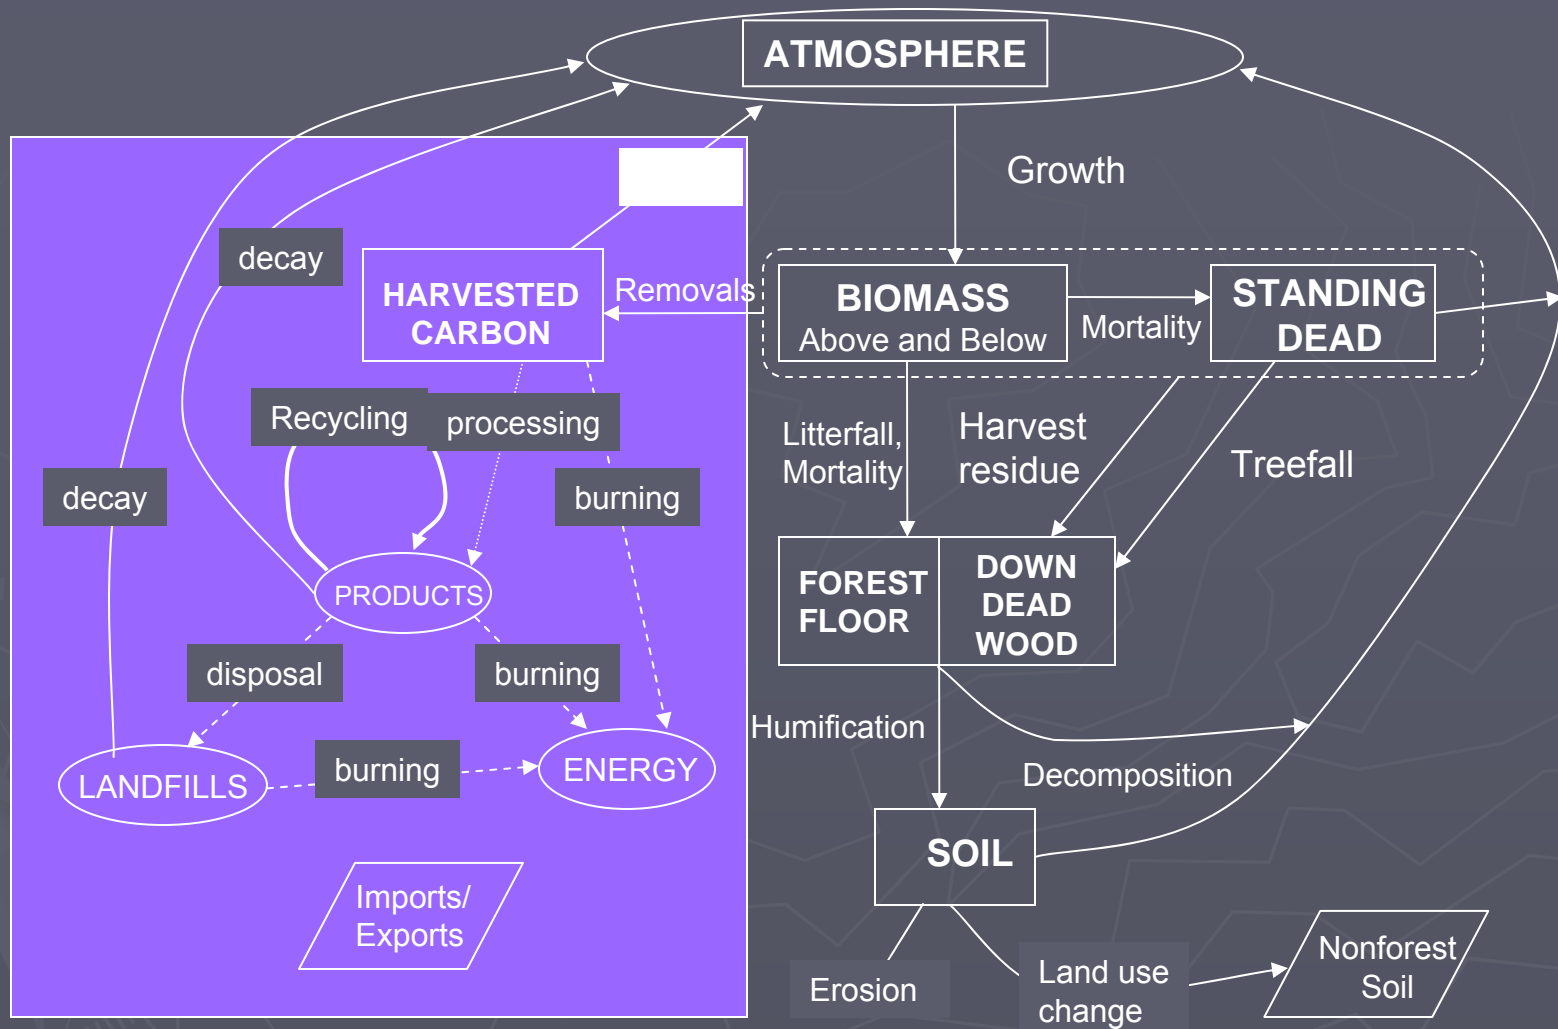 ATMOSPHERE
Growth
decay
HARVESTED
CARBON
Removals
BIOMASS
Above and Below
Mortality
STANDING
DEAD
Recycling
processing
Litterfall,
Mortality
Harvest
residue
Treefall
decay
burning
PRODUCTS
FOREST
FLOOR
DOWN
DEAD
WOOD
disposal
burning
Humification
LANDFILLS
burning
ENERGY
Decomposition
SOIL
Imports/
Exports
Erosion
Land use
change
Nonforest
Soil